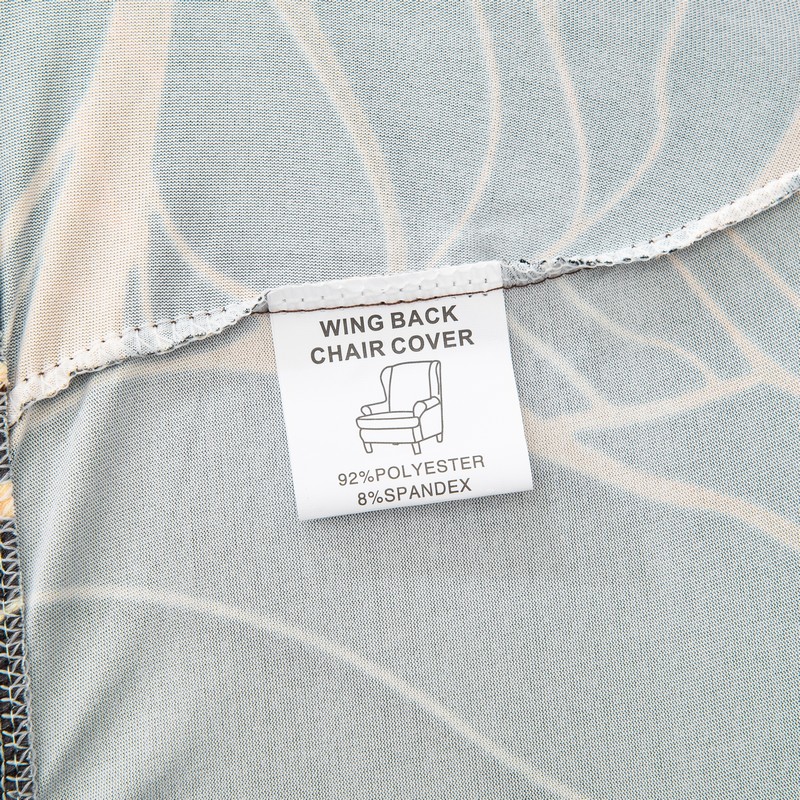 WING BACK
CHAIR COVER
92%POLYESTER
8%SPANDEX